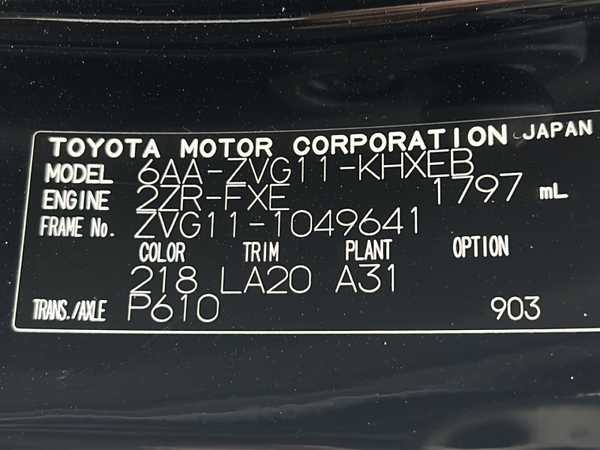 TOYOTA MOTOR CORPORATION JAPAN
MODEL 6AA-ZVG11-KHXEB
ENGINE 2ZR-FXE 1797 mL
FRAME No. ZVG11-1049641
COLOR TRIM PLANT OPTION
218 LA20 A31
TRANS./AXLE P610 903